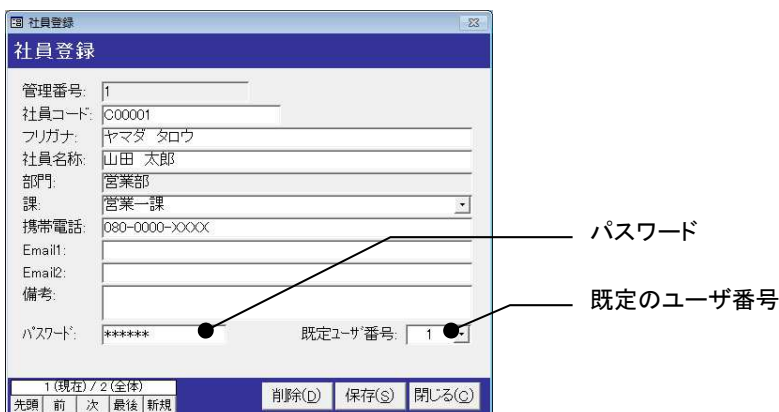 社員登録
社員登録
管理番号: 1
社員コード: C00001
フリガナ: ヤマダ タロウ
社員名称: 山田 太郎
部門: 営業部
課: 営業一課
携帯電話: 080-0000-XXXX
Email1:
Email2:
備考:
パスワード: ****** 既定ユーザ番号: 1
パスワード
既定のユーザ番号
1 (現在) / 2 (全体)
先頭 前 次 最後 新規 削除(D) 保存(S) 閉じる(C)